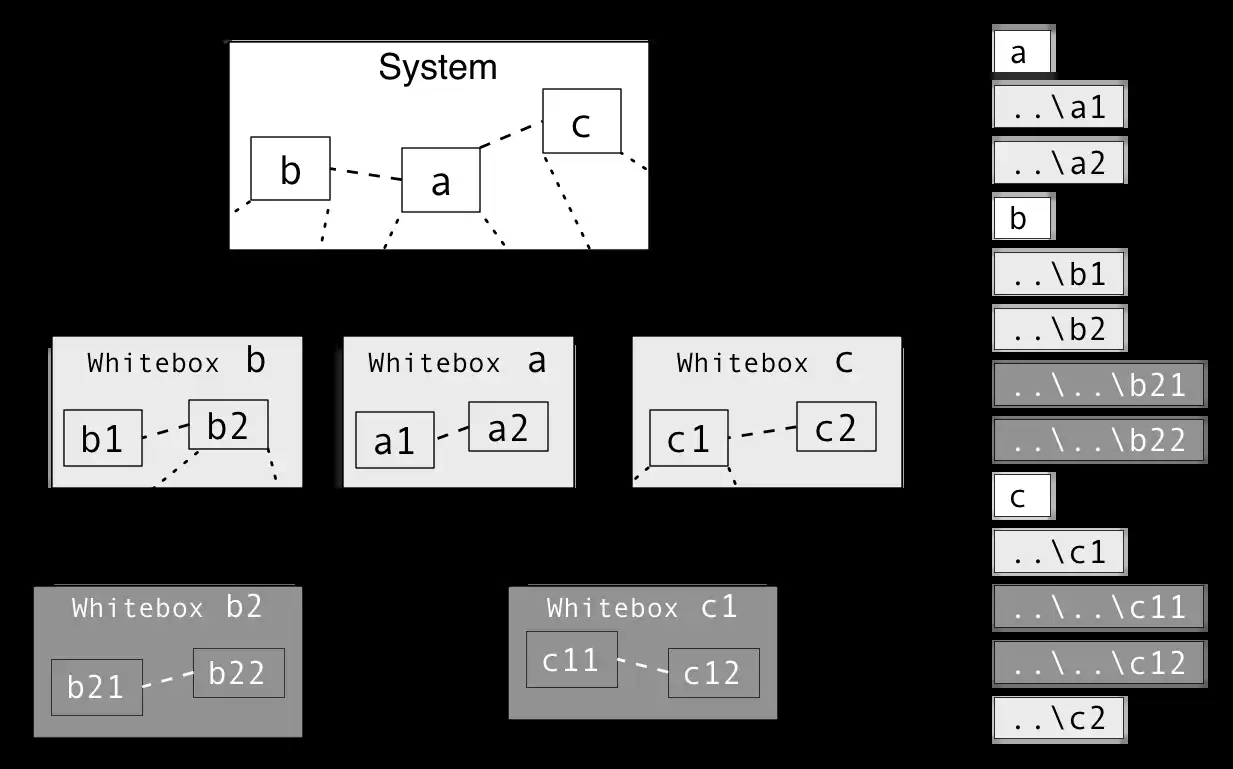 System
b
a
c
Whitebox b
b1
b2
Whitebox a
a1
a2
Whitebox c
c1
c2
Whitebox b2
b21
b22
Whitebox c1
c11
c12
a
..\a1
..\a2
b
..\b1
..\b2
..\..\b21
..\..\b22
c
..\c1
..\..\c11
..\..\c12
..\c2